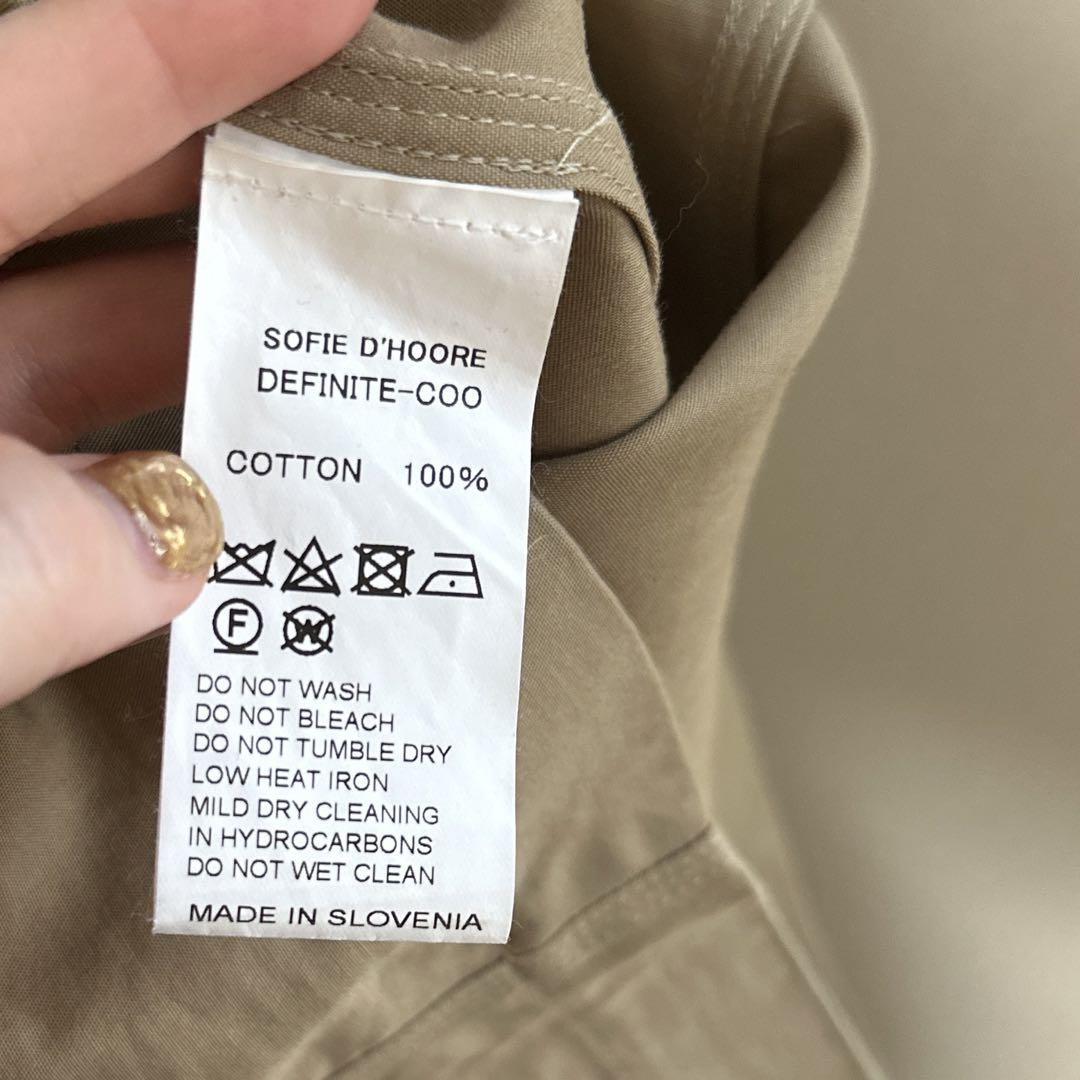 SOFIE D'HOORE
DEFINITE-COO
COTTON 100%
F W
DO NOT WASH
DO NOT BLEACH
DO NOT TUMBLE DRY
LOW HEAT IRON
MILD DRY CLEANING
IN HYDROCARBONS
DO NOT WET CLEAN
MADE IN SLOVENIA